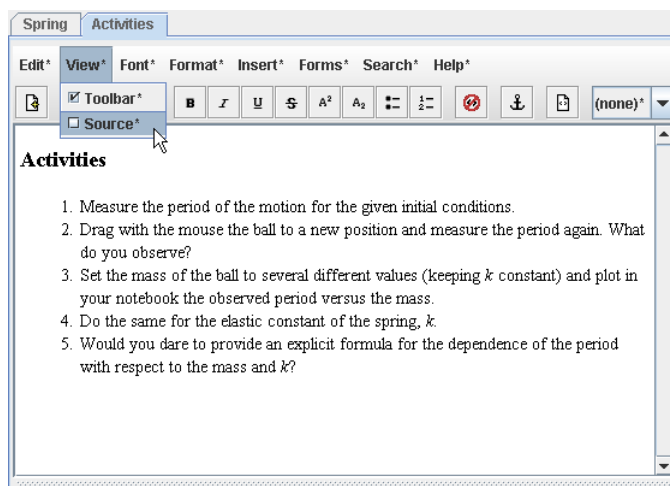 Spring Activities
Edit* View* Font* Format* Insert* Forms* Search* Help*
Toolbar* B I U S A² A₂ (none)*
Source*
Activities
1. Measure the period of the motion for the given initial conditions.
2. Drag with the mouse the ball to a new position and measure the period again. What
do you observe?
3. Set the mass of the ball to several different values (keeping k constant) and plot in
your notebook the observed period versus the mass.
4. Do the same for the elastic constant of the spring, k.
5. Would you dare to provide an explicit formula for the dependence of the period
with respect to the mass and k?